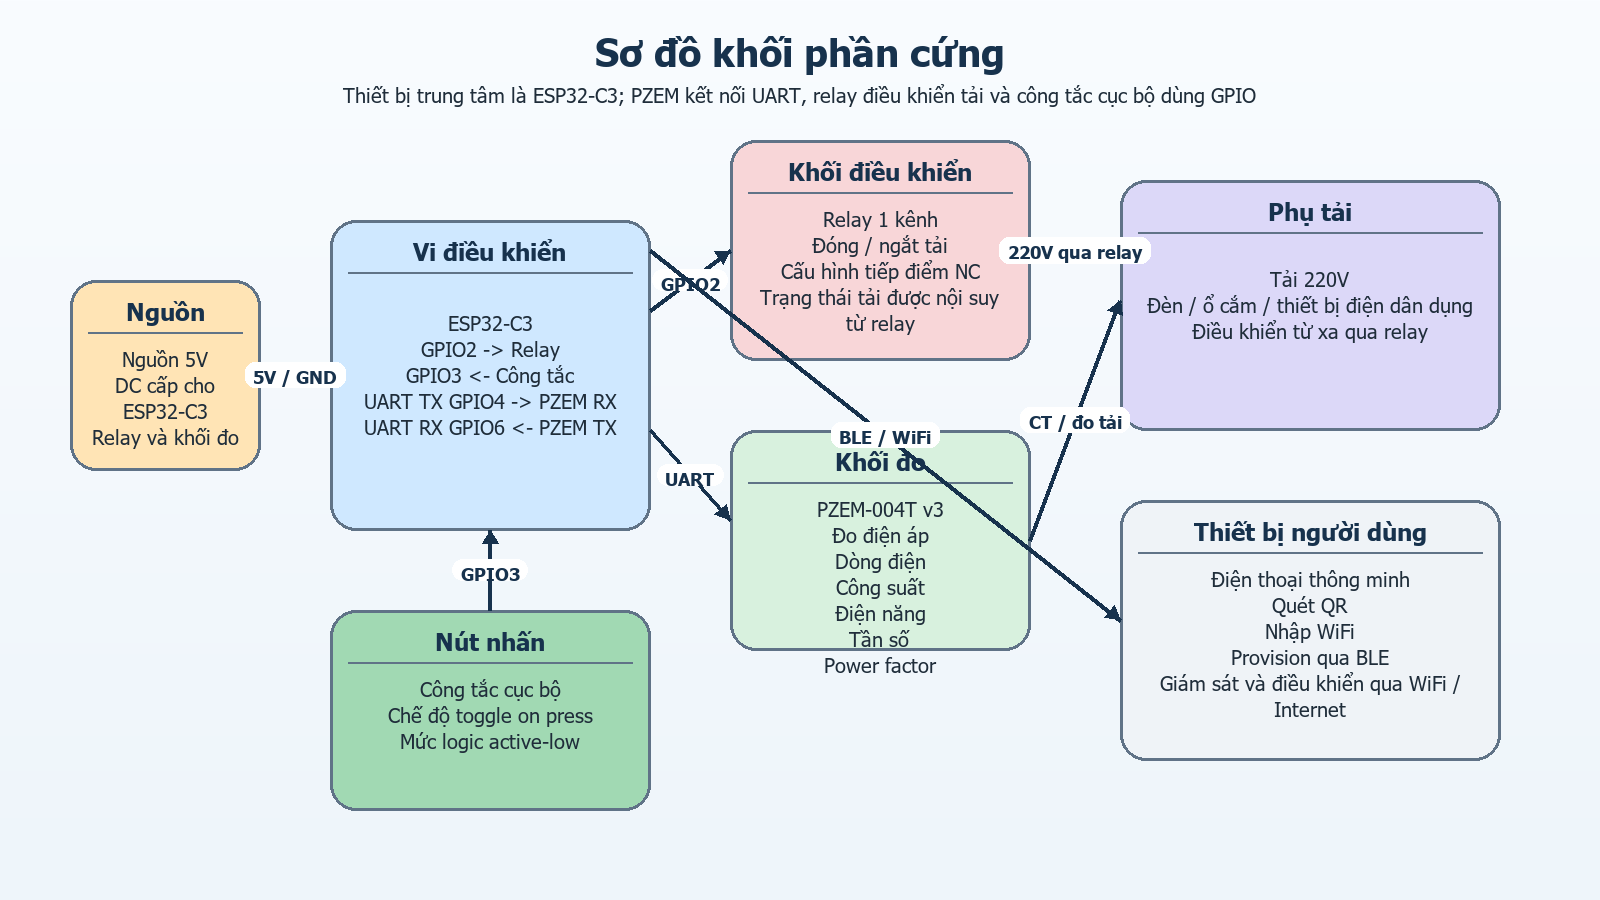 Sơ đồ khối phần cứng
Thiết bị trung tâm là ESP32-C3; PZEM kết nối UART, relay điều khiển tải và công tắc cục bộ dùng GPIO
Nguồn
Nguồn 5V
DC cấp cho
ESP32-C3
Relay và khối đo
5V / GND
Vi điều khiển
ESP32-C3
GPIO2 -> Relay
GPIO3 <- Công tắc
UART TX GPIO4 -> PZEM RX
UART RX GPIO6 <- PZEM TX
GPIO3
Nút nhấn
Công tắc cục bộ
Chế độ toggle on press
Mức logic active-low
GPIO2
UART
Khối điều khiển
Relay 1 kênh
Đóng / ngắt tải
Cấu hình tiếp điểm NC
Trạng thái tải được nội suy
từ relay
BLE / WiFi
Khối đo
PZEM-004T v3
Đo điện áp
Dòng điện
Công suất
Điện năng
Tần số
Power factor
220V qua relay
CT / đo tải
Phụ tải
Tải 220V
Đèn / ổ cắm / thiết bị điện dân dụng
Điều khiển từ xa qua relay
Thiết bị người dùng
Điện thoại thông minh
Quét QR
Nhập WiFi
Provision qua BLE
Giám sát và điều khiển qua WiFi /
Internet